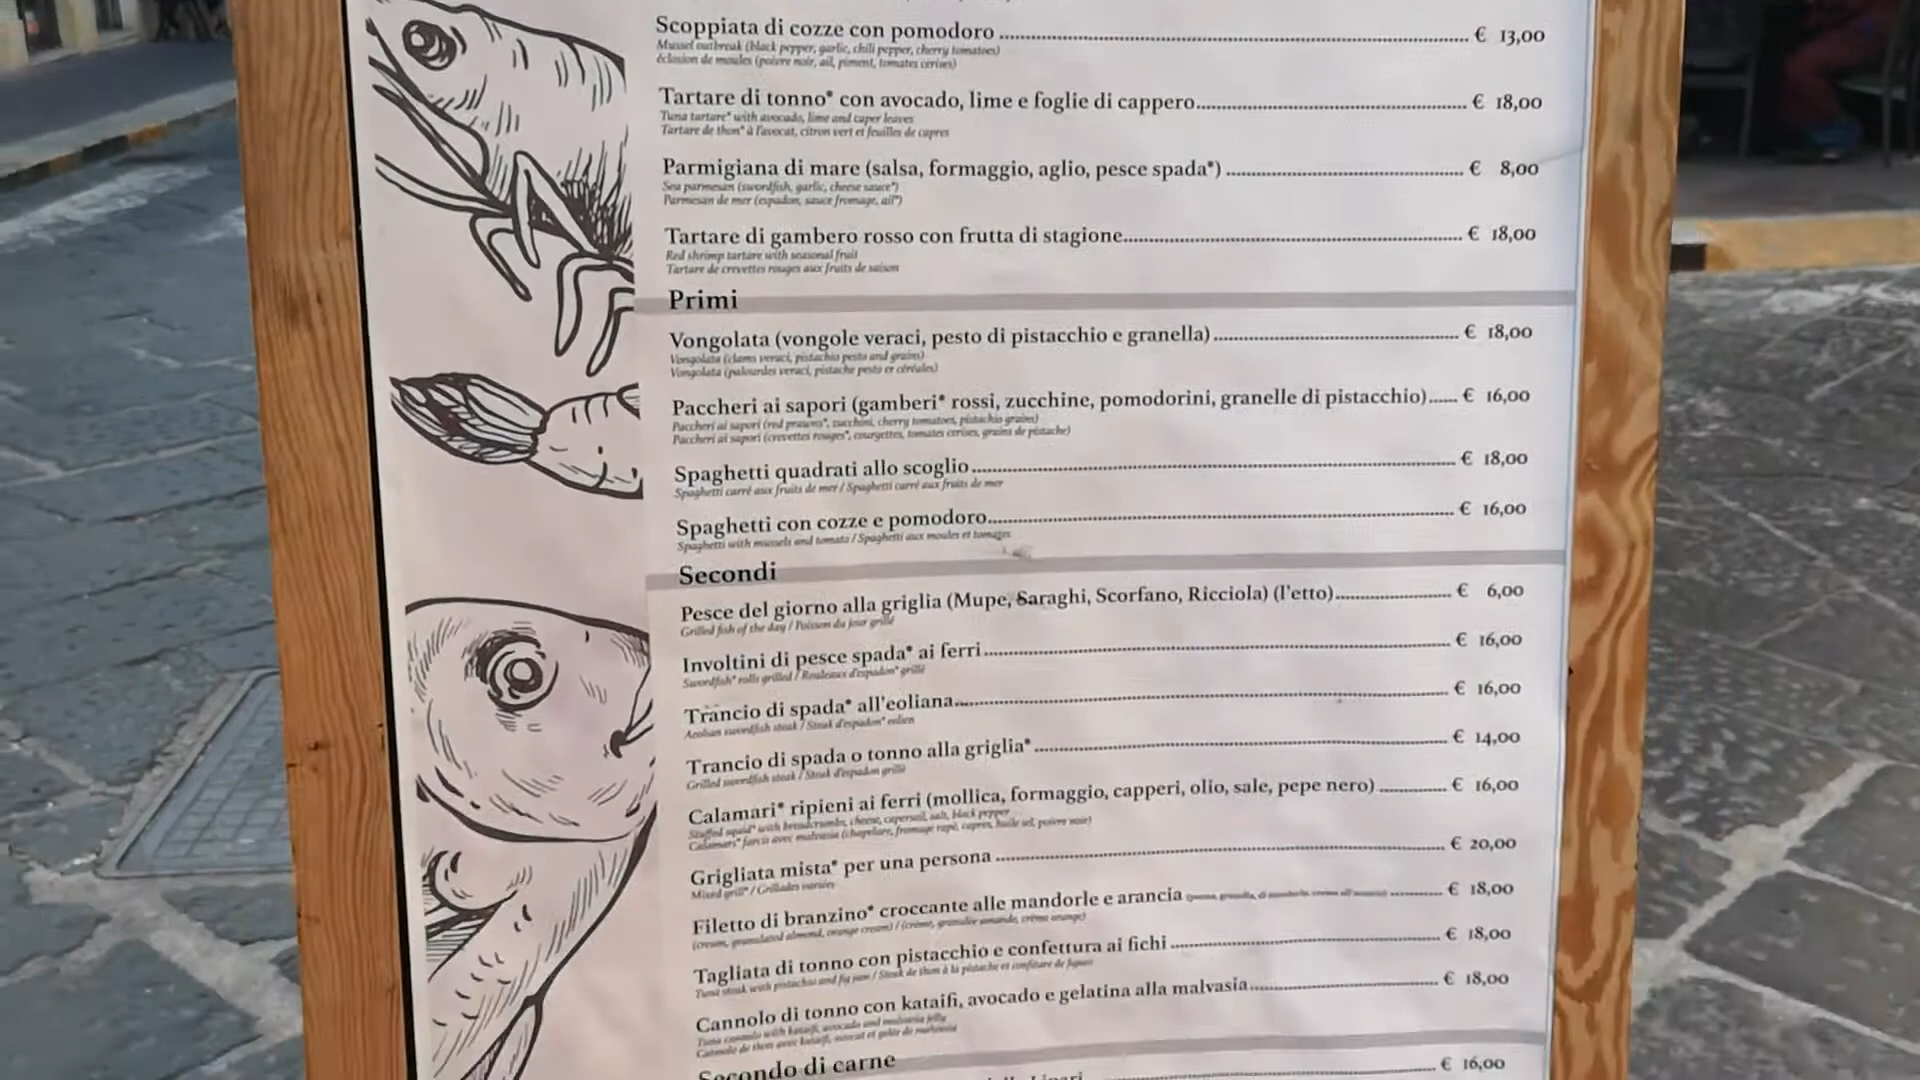 Scoppiata di cozze con pomodoro € 13,00
Mussel outbreak (black pepper, garlic, chili pepper, cherry tomatoes)
éclosion de moules (poivre noir, ail, piment, tomates cerises)
Tartare di tonno* con avocado, lime e foglie di cappero € 18,00
Tuna tartare* with avocado, lime and caper leaves
Tartare de thon* à l'avocat, citron vert et feuilles de capres
Parmigiana di mare (salsa, formaggio, aglio, pesce spada*) € 8,00
Sea parmesan (swordfish, garlic, cheese sauce*)
Parmesan de mer (espadon, sauce fromage, ail*)
Tartare di gambero rosso con frutta di stagione € 18,00
Red shrimp tartare with seasonal fruit
Tartare de crevettes rouges aux fruits de saison
Primi
Vongolata (vongole veraci, pesto di pistacchio e granella) € 18,00
Vongolata (clams veraci, pistachio pesto and grains)
Vongolata (palourdes veraci, pistache pesto er céréales)
Paccheri ai sapori (gamberi* rossi, zucchine, pomodorini, granelle di pistacchio) € 16,00
Paccheri ai sapori (red prawns*, zucchini, cherry tomatoes, pistachio grains)
Paccheri ai sapori (crevettes rouges*, courgettes, tomates cerises, grains de pistache)
Spaghetti quadrati allo scoglio € 18,00
Spaghetti carré aux fruits de mer / Spaghetti carré aux fruits de mer
Spaghetti con cozze e pomodoro € 16,00
Spaghetti with mussels and tomato / Spaghetti aux moules et tomates
Secondi
Pesce del giorno alla griglia (Mupe, Saraghi, Scorfano, Ricciola) (l'etto) € 6,00
Grilled fish of the day / Poisson du jour grillé
Involtini di pesce spada* ai ferri € 16,00
Swordfish* rolls grilled / Rouleaux d'espadon* grillé
Trancio di spada* all'eoliana € 16,00
Aeolian swordfish steak / Steak d'espadon* eolien
Trancio di spada o tonno alla griglia* € 14,00
Grilled swordfish steak / Steak d'espadon grillé
Calamari* ripieni ai ferri (mollica, formaggio, capperi, olio, sale, pepe nero) € 16,00
Stuffed squid* with breadcrumbs, cheese, capersoil, salt, black pepper
Calamars* farcis avec malvasia (chapelure, fromage rapé, capres, huile sel, poivre noir)
Grigliata mista* per una persona € 20,00
Mixed grill* / Grillades variées
Filetto di branzino* croccante alle mandorle e arancia € 18,00
(cream, granulated almond, orange cream) / (crème, granulée amande, crème orange)
Tagliata di tonno con pistacchio e confettura ai fichi € 18,00
Tuna steak with pistachio and fig jam / Steak de thon à la pistache et confiture de figues
Cannolo di tonno con kataifi, avocado e gelatina alla malvasia € 18,00
Tuna cannolo with kataifi, avocado and malvasia jelly
Cannolo de thon avec kataifi, avocat et gelée de malvasia
Secondo di carne
€ 16,00